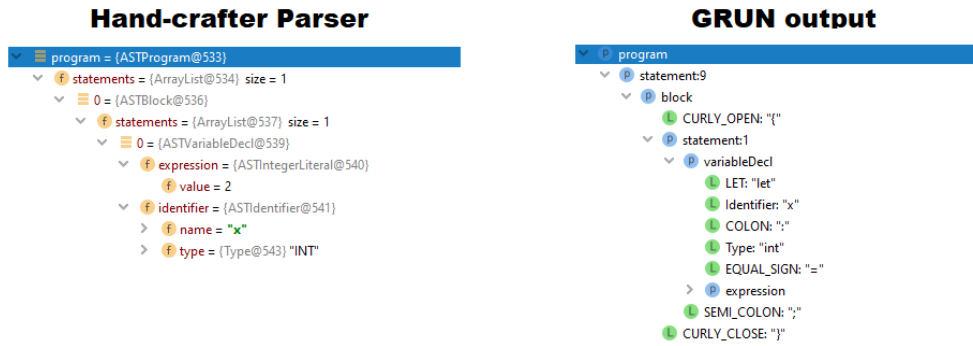 Hand-crafter Parser
program = {ASTProgram@533}
f statements = {ArrayList@534} size = 1
0 = {ASTBlock@536}
f statements = {ArrayList@537} size = 1
0 = {ASTVariableDecl@539}
f expression = {ASTIntegerLiteral@540}
f value = 2
f identifier = {ASTIdentifier@541}
f name = "x"
f type = {Type@543} "INT"
GRUN output
P program
P statement:9
P block
L CURLY_OPEN: "{"
P statement:1
P variableDecl
L LET: "let"
L Identifier: "x"
L COLON: ":"
L Type: "int"
L EQUAL_SIGN: "="
P expression
L SEMI_COLON: ";"
L CURLY_CLOSE: "}"